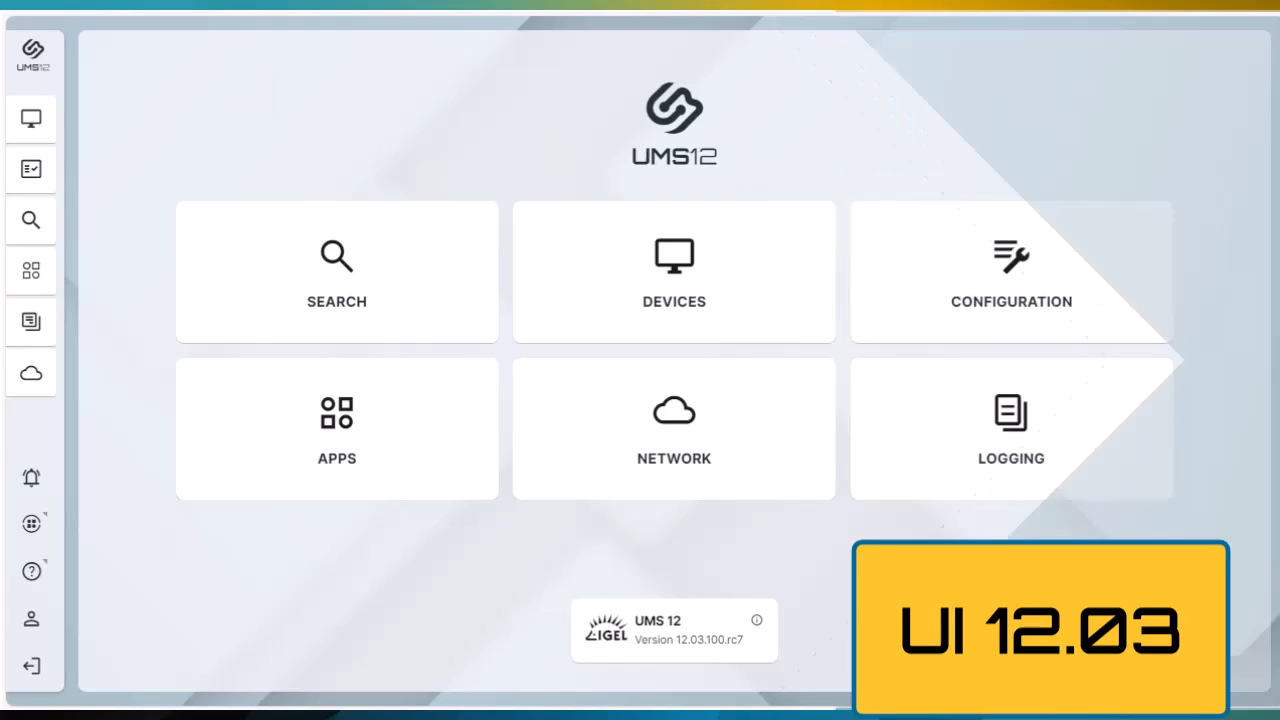 UMS12
UMS12
SEARCH
DEVICES
CONFIGURATION
APPS
NETWORK
LOGGING
IGEL
UMS 12
Version 12.03.100.rc7
UI 12.03